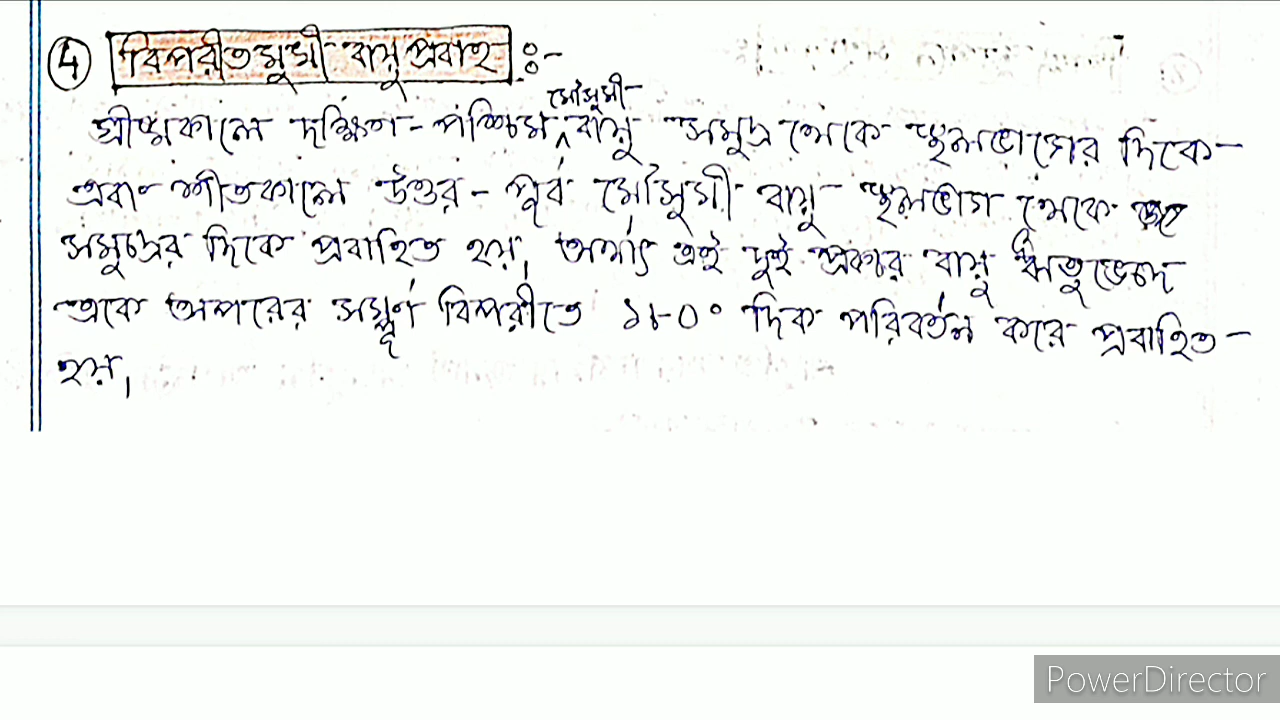 ④ বিপরীতমুখী বায়ুপ্রবাহ ঃ-
গ্রীষ্মকালে দক্ষিণ-পশ্চিম মৌসুমী বায়ু সমুদ্র থেকে স্থলভাগের দিকে
এবং শীতকালে উত্তর-পূর্ব মৌসুমী বায়ু স্থলভাগ থেকে
সমুদ্রের দিকে প্রবাহিত হয়, অর্থাৎ এই দুই প্রকার বায়ু ঋতুভেদে
একে অপরের সম্পূর্ণ বিপরীতে ১৮০° দিক পরিবর্তন করে প্রবাহিত
হয়,
PowerDirector